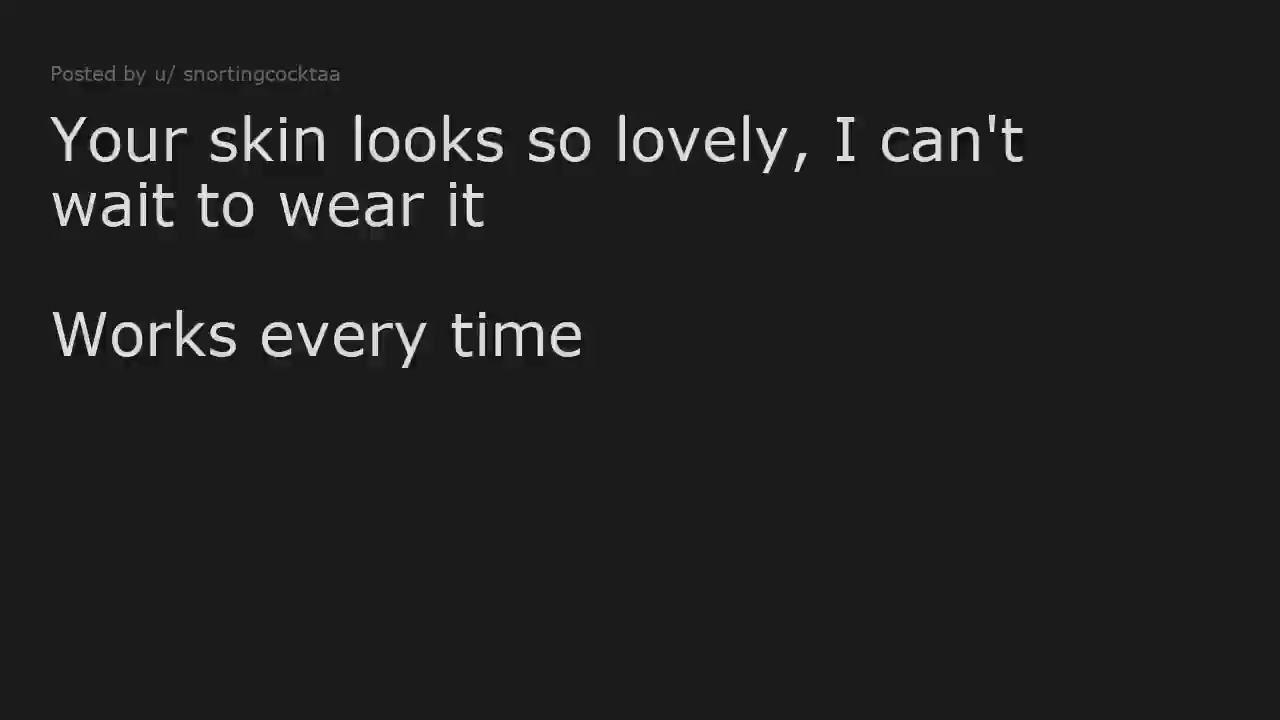 Posted by u/ snortingcocktaa
Your skin looks so lovely, I can't
wait to wear it
Works every time